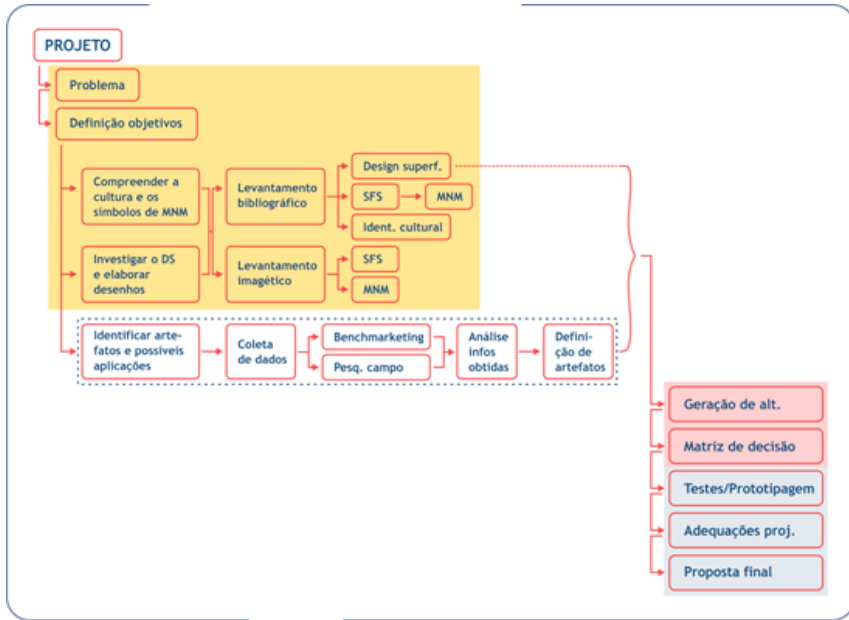 PROJETO
Problema
Definição objetivos
Compreender a
cultura e os
símbolos de MNM
Levantamento
bibliográfico
Design superf.
SFS
MNM
Ident. cultural
Investigar o DS
e elaborar
desenhos
Levantamento
imagético
SFS
MNM
Identificar arte-
fatos e possíveis
aplicações
Coleta
de dados
Benchmarketing
Pesq. campo
Análise
infos
obtidas
Defini-
ção de
artefatos
Geração de alt.
Matriz de decisão
Testes/Prototipagem
Adequações proj.
Proposta final